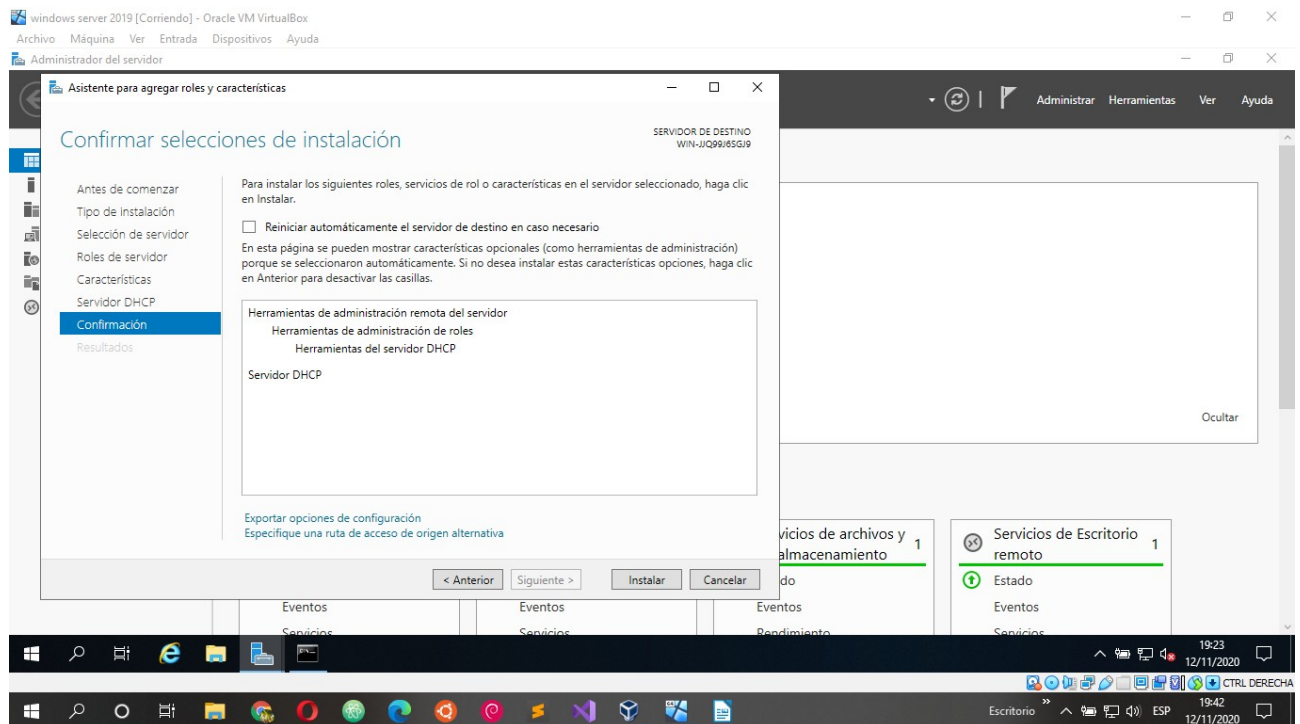 windows server 2019 [Corriendo] - Oracle VM VirtualBox
Archivo Máquina Ver Entrada Dispositivos Ayuda
Administrador del servidor
Asistente para agregar roles y características
Administrar Herramientas Ver Ayuda
Confirmar selecciones de instalación
SERVIDOR DE DESTINO
WIN-JJQ99J6SGJ9
Antes de comenzar
Tipo de instalación
Selección de servidor
Roles de servidor
Características
Servidor DHCP
Confirmación
Resultados
Para instalar los siguientes roles, servicios de rol o características en el servidor seleccionado, haga clic
en Instalar.
Reiniciar automáticamente el servidor de destino en caso necesario
En esta página se pueden mostrar características opcionales (como herramientas de administración)
porque se seleccionaron automáticamente. Si no desea instalar estas características opciones, haga clic
en Anterior para desactivar las casillas.
Herramientas de administración remota del servidor
Herramientas de administración de roles
Herramientas del servidor DHCP
Servidor DHCP
Exportar opciones de configuración
Especifique una ruta de acceso de origen alternativa
< Anterior Siguiente > Instalar Cancelar
Ocultar
vicios de archivos y 1
almacenamiento
do
Eventos
Rendimiento
Servicios de Escritorio 1
remoto
Estado
Eventos
Servicios
Eventos
Servicios
Eventos
Servicios
19:23
12/11/2020
CTRL DERECHA
Escritorio » ESP
19:42
12/11/2020